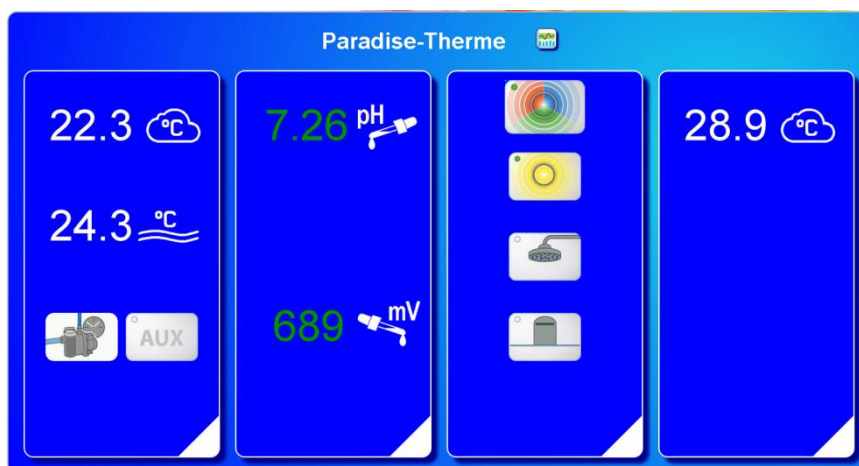 Paradise-Therme
22.3 °C
24.3 °C
AUX
7.26 pH
689 mV
28.9 °C